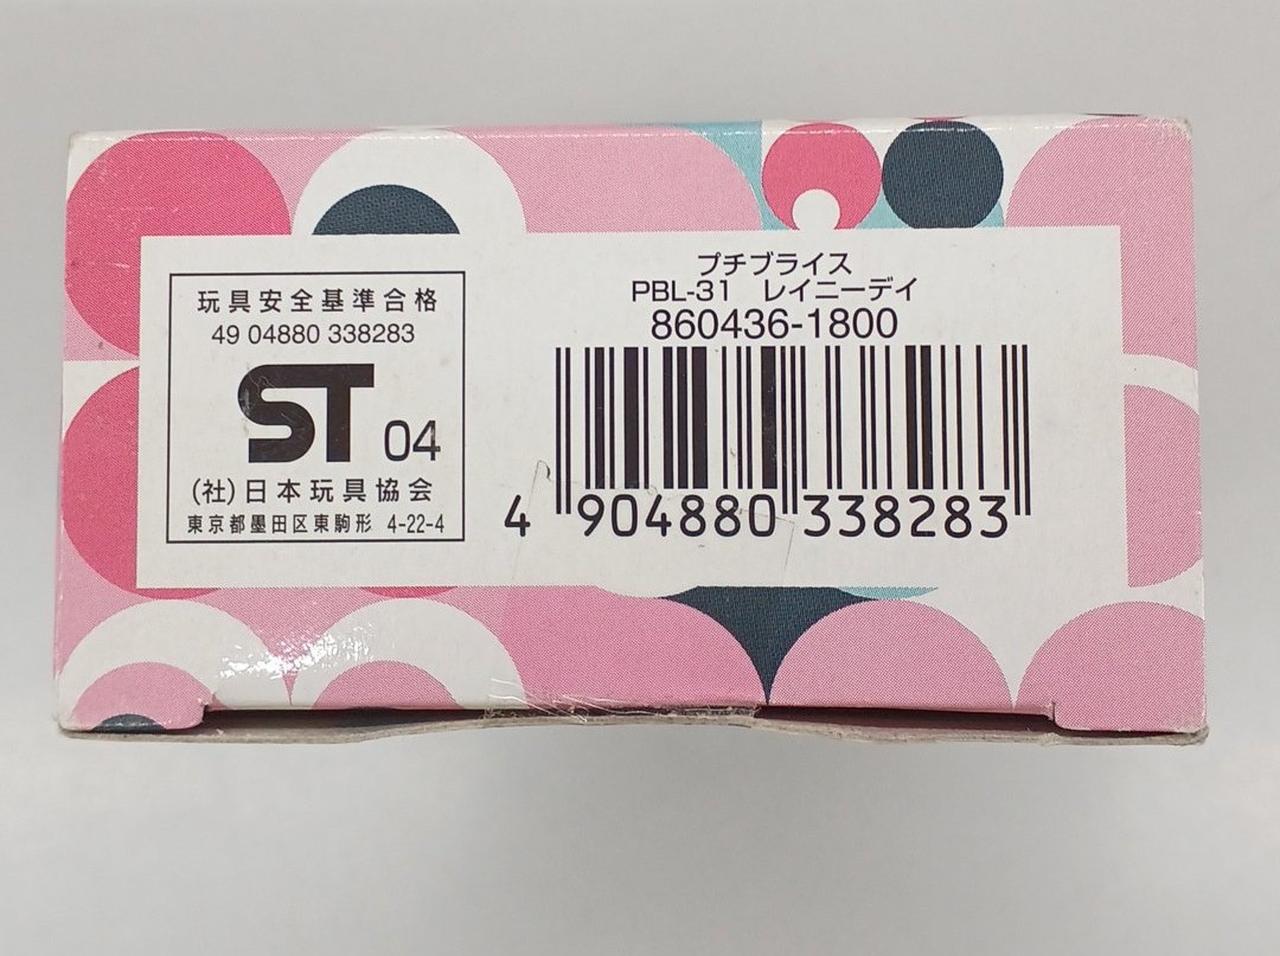 玩具安全基準合格
49 04880 338283
ST 04
(社)日本玩具協会
東京都墨田区東駒形 4-22-4
プチブライス
PBL-31 レイニーデイ
860436-1800
4 904880 338283